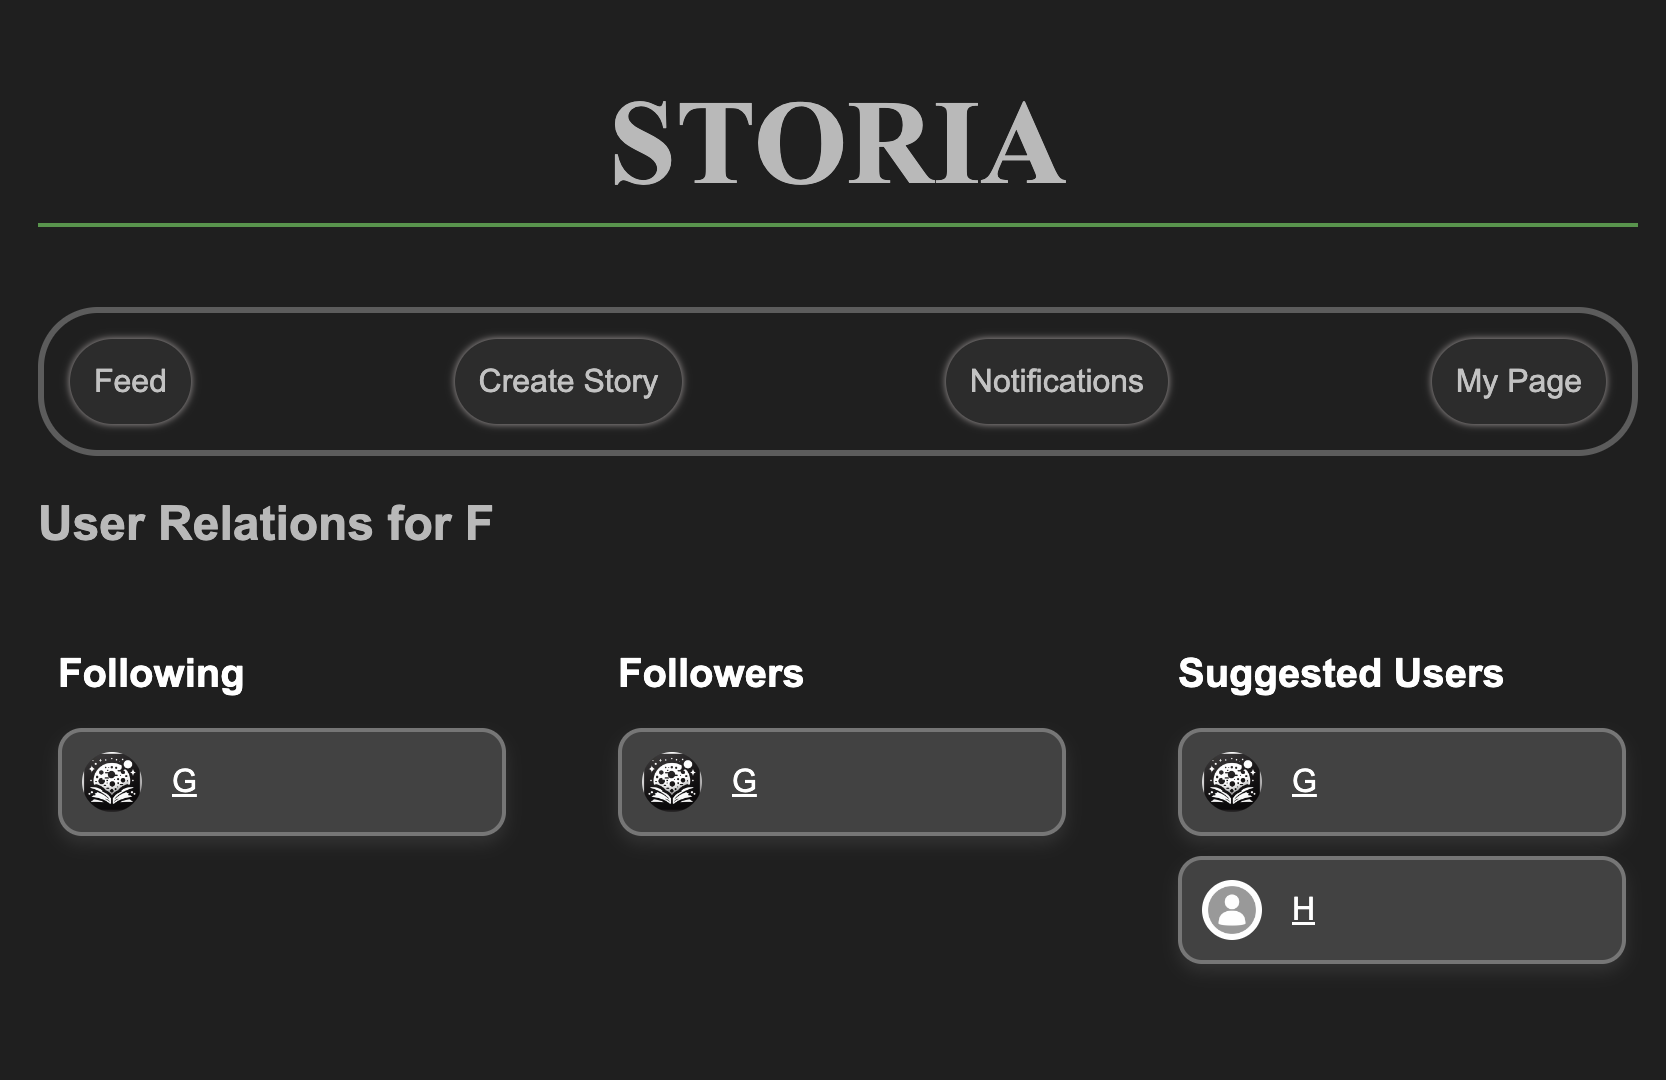 STORIA
Feed
Create Story
Notifications
My Page
User Relations for F
Following
G
Followers
G
Suggested Users
G
H